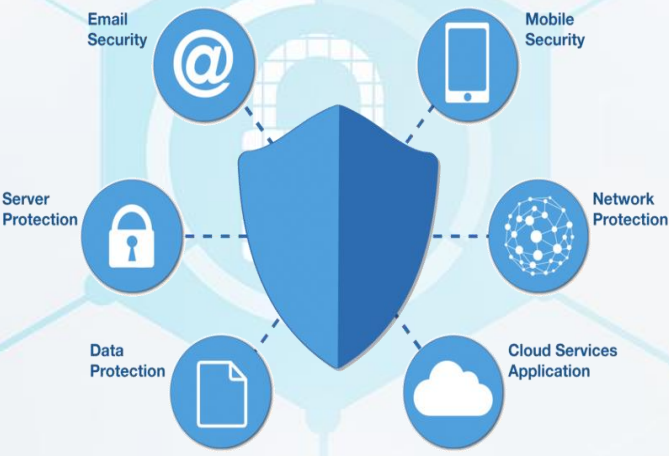 Email
Security
Mobile
Security
Server
Protection
Network
Protection
Data
Protection
Cloud Services
Application